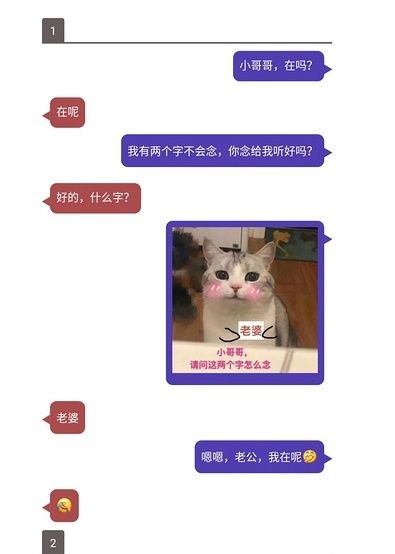 1
小哥哥，在吗？
在呢
我有两个字不会念，你念给我听好吗？
好的，什么字？
老婆
小哥哥，
请问这两个字怎么念
老婆
嗯嗯，老公，我在呢🤣
🤣
2